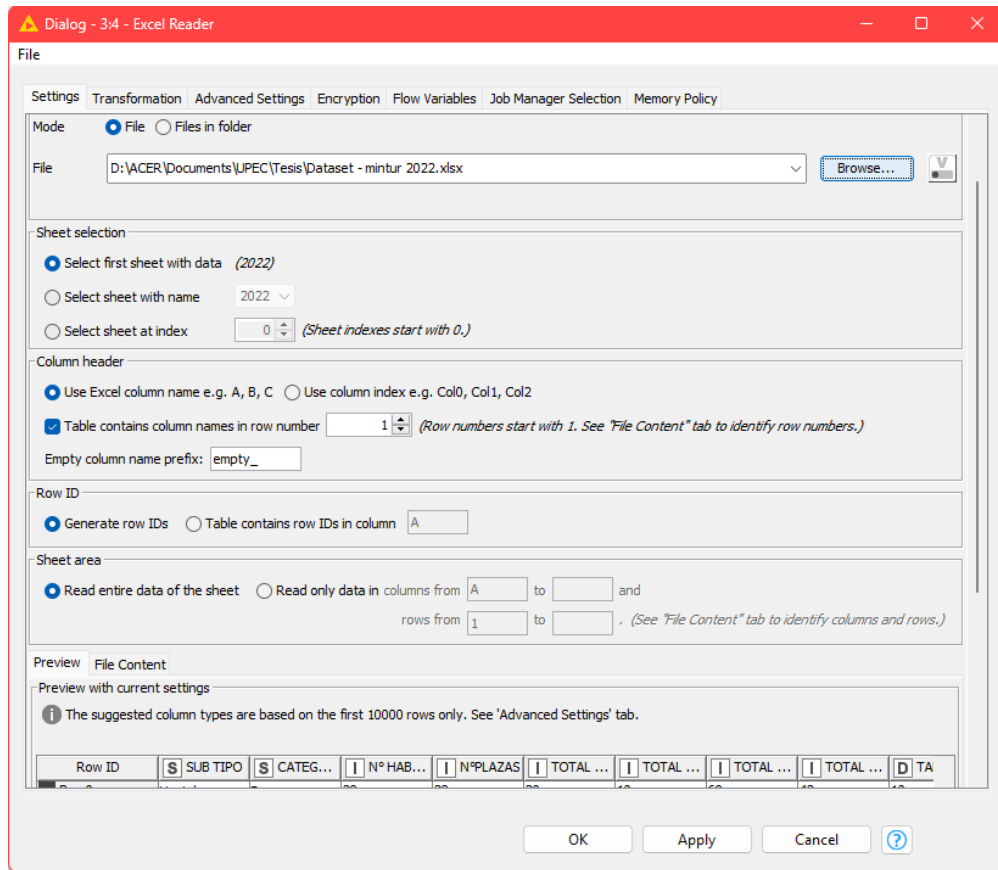 Dialog - 3:4 - Excel Reader
File
Settings Transformation Advanced Settings Encryption Flow Variables Job Manager Selection Memory Policy
Mode File Files in folder
File D:\ACER\Documents\UPEC\Tesis\Dataset - mintur 2022.xlsx Browse... V
Sheet selection
Select first sheet with data (2022)
Select sheet with name 2022
Select sheet at index 0 (Sheet indexes start with 0.)
Column header
Use Excel column name e.g. A, B, C Use column index e.g. Col0, Col1, Col2
Table contains column names in row number 1 (Row numbers start with 1. See "File Content" tab to identify row numbers.)
Empty column name prefix: empty_
Row ID
Generate row IDs Table contains row IDs in column A
Sheet area
Read entire data of the sheet Read only data in columns from A to and
rows from 1 to . (See "File Content" tab to identify columns and rows.)
Preview File Content
Preview with current settings
The suggested column types are based on the first 10000 rows only. See 'Advanced Settings' tab.
Row ID S SUB TIPO S CATEG... I N° HAB... I N°PLAZAS I TOTAL ... I TOTAL ... I TOTAL ... I TOTAL ... D TA
OK Apply Cancel ?